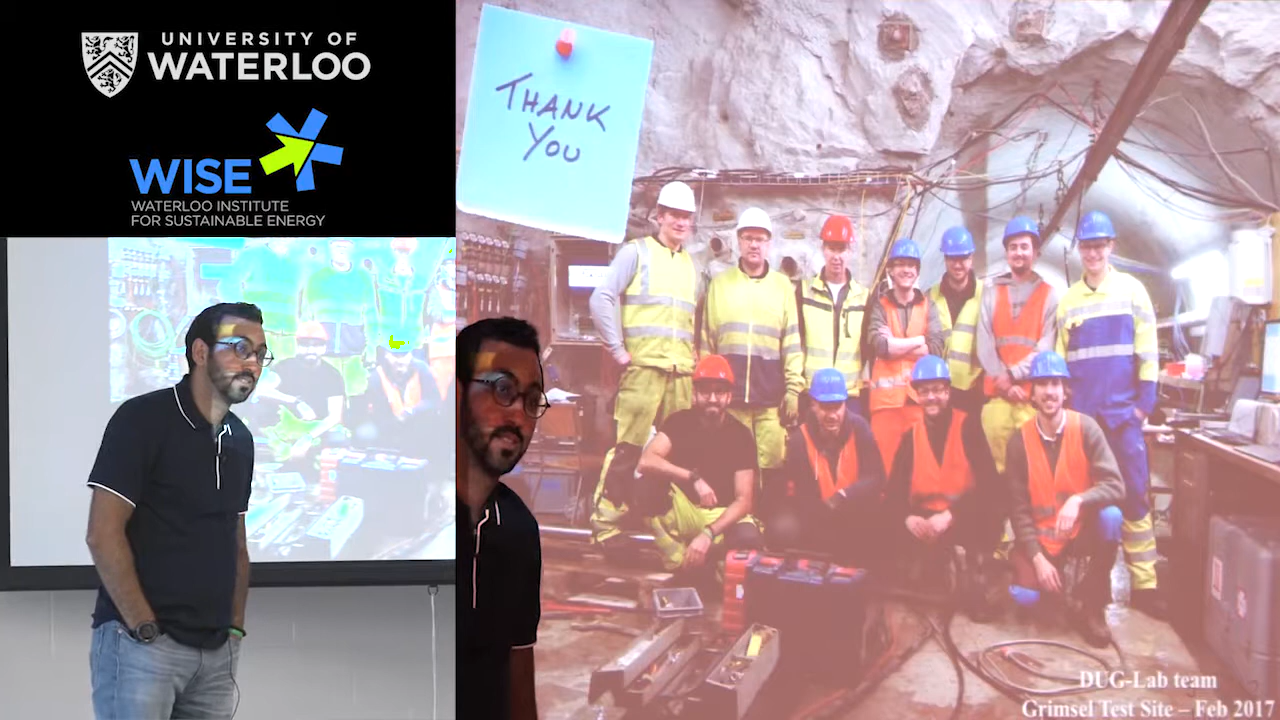 UNIVERSITY OF
WATERLOO
WISE
WATERLOO INSTITUTE
FOR SUSTAINABLE ENERGY
THANK
YOU
DUG-Lab team
Grimsel Test Site – Feb 2017